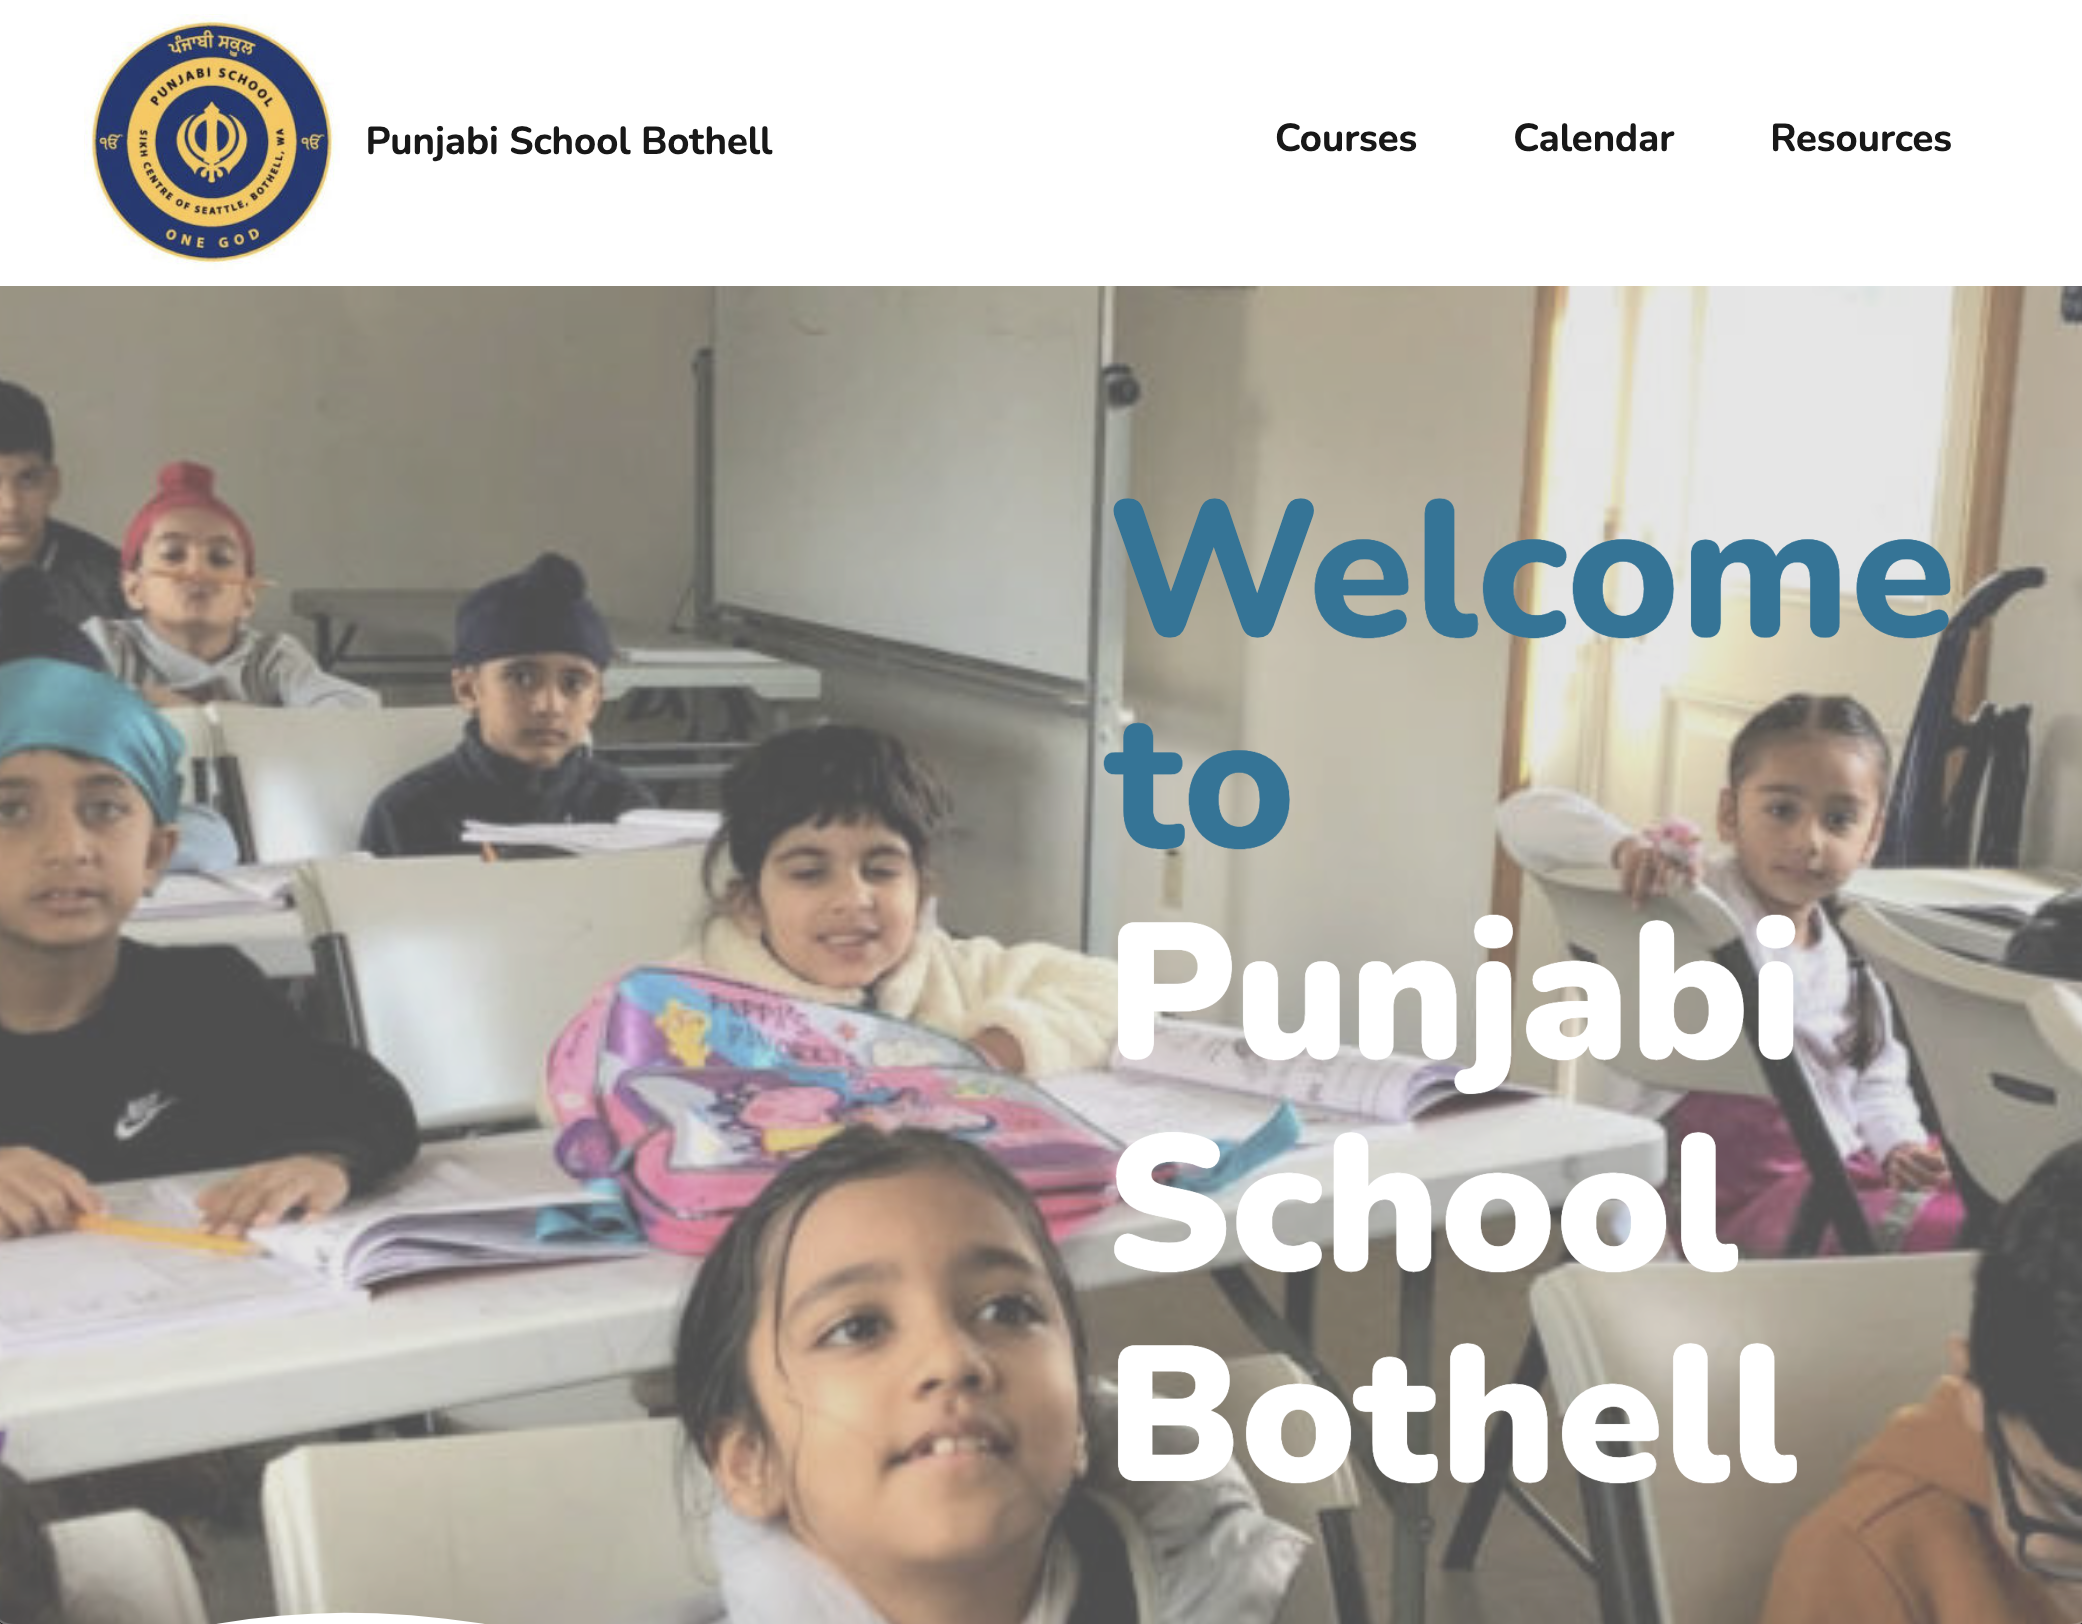 ਪੰਜਾਬੀ ਸਕੂਲ
PUNJABI SCHOOL
ੴ
ੴ
SIKH CENTRE OF SEATTLE, BOTHELL, WA
ONE GOD
Punjabi School Bothell
Courses
Calendar
Resources
Welcome
to
Punjabi
School
Bothell